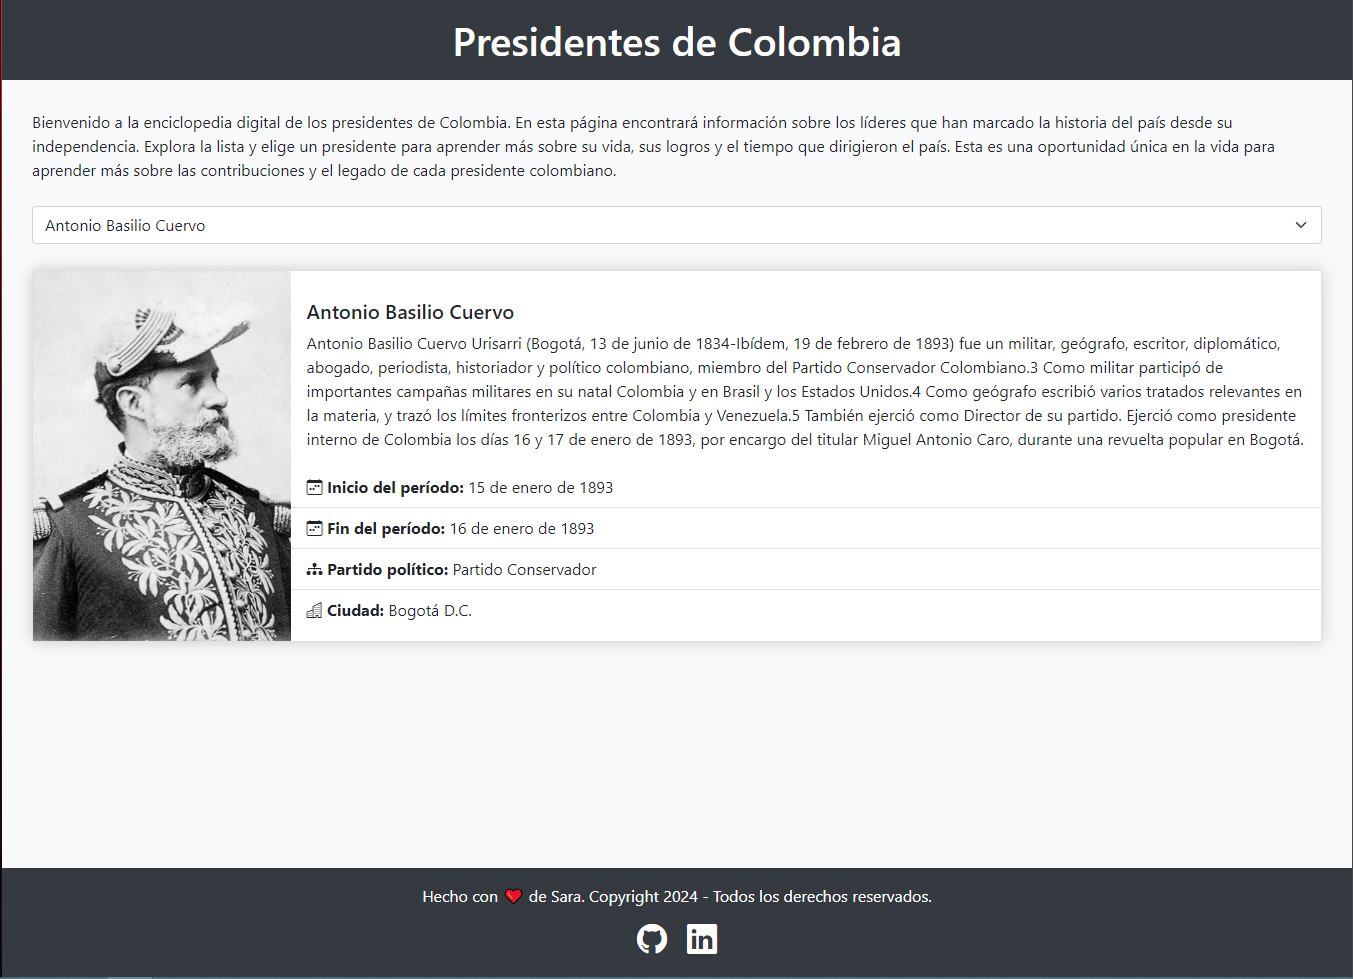 Presidentes de Colombia
Bienvenido a la enciclopedia digital de los presidentes de Colombia. En esta página encontrará información sobre los líderes que han marcado la historia del país desde su
independencia. Explora la lista y elige un presidente para aprender más sobre su vida, sus logros y el tiempo que dirigieron el país. Esta es una oportunidad única en la vida para
aprender más sobre las contribuciones y el legado de cada presidente colombiano.
Antonio Basilio Cuervo
Antonio Basilio Cuervo
Antonio Basilio Cuervo Urisarri (Bogotá, 13 de junio de 1834-Ibídem, 19 de febrero de 1893) fue un militar, geógrafo, escritor, diplomático,
abogado, periodista, historiador y político colombiano, miembro del Partido Conservador Colombiano.3 Como militar participó de
importantes campañas militares en su natal Colombia y en Brasil y los Estados Unidos.4 Como geógrafo escribió varios tratados relevantes en
la materia, y trazó los límites fronterizos entre Colombia y Venezuela.5 También ejerció como Director de su partido. Ejerció como presidente
interno de Colombia los días 16 y 17 de enero de 1893, por encargo del titular Miguel Antonio Caro, durante una revuelta popular en Bogotá.
Inicio del período: 15 de enero de 1893
Fin del período: 16 de enero de 1893
Partido político: Partido Conservador
Ciudad: Bogotá D.C.
Hecho con ❤️ de Sara. Copyright 2024 - Todos los derechos reservados.
in